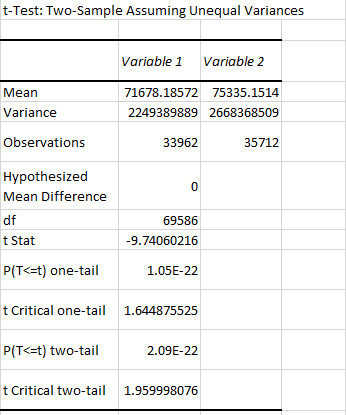 t-Test: Two-Sample Assuming Unequal Variances
Variable 1 Variable 2
Mean 71678.18572 75335.1514
Variance 2249389889 2668368509
Observations 33962 35712
Hypothesized
Mean Difference 0
df 69586
t Stat -9.74060216
P(T<=t) one-tail 1.05E-22
t Critical one-tail 1.644875525
P(T<=t) two-tail 2.09E-22
t Critical two-tail 1.959998076